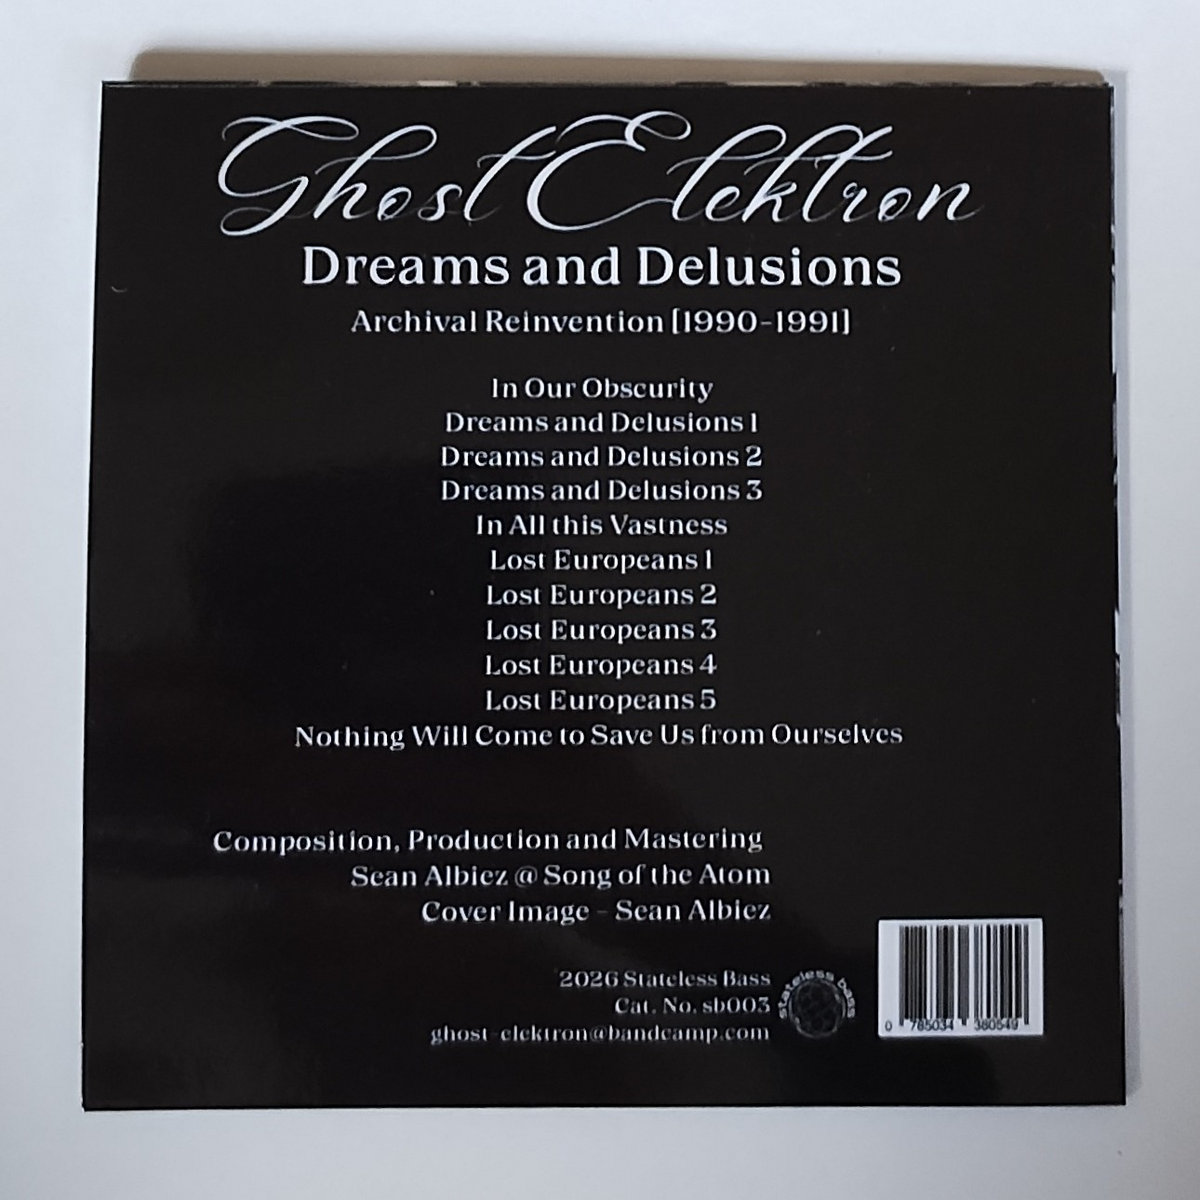 Ghost Elektron
Dreams and Delusions
Archival Reinvention [1990-1991]
In Our Obscurity
Dreams and Delusions 1
Dreams and Delusions 2
Dreams and Delusions 3
In All this Vastness
Lost Europeans 1
Lost Europeans 2
Lost Europeans 3
Lost Europeans 4
Lost Europeans 5
Nothing Will Come to Save Us from Ourselves
Composition, Production and Mastering
Sean Albiez @ Song of the Atom
Cover Image - Sean Albiez
2026 Stateless Bass
Cat. No. sb003
ghost-elektron@bandcamp.com
stateless bass
0 785034 380549